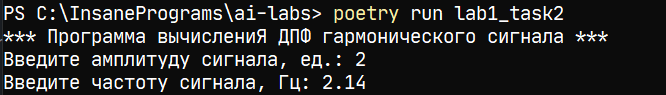 PS C:\InsanePrograms\ai-labs> poetry run lab1_task2
*** Программа вычислениЯ ДПФ гармонического сигнала ***
Введите амплитуду сигнала, ед.: 2
Введите частоту сигнала, Гц: 2.14